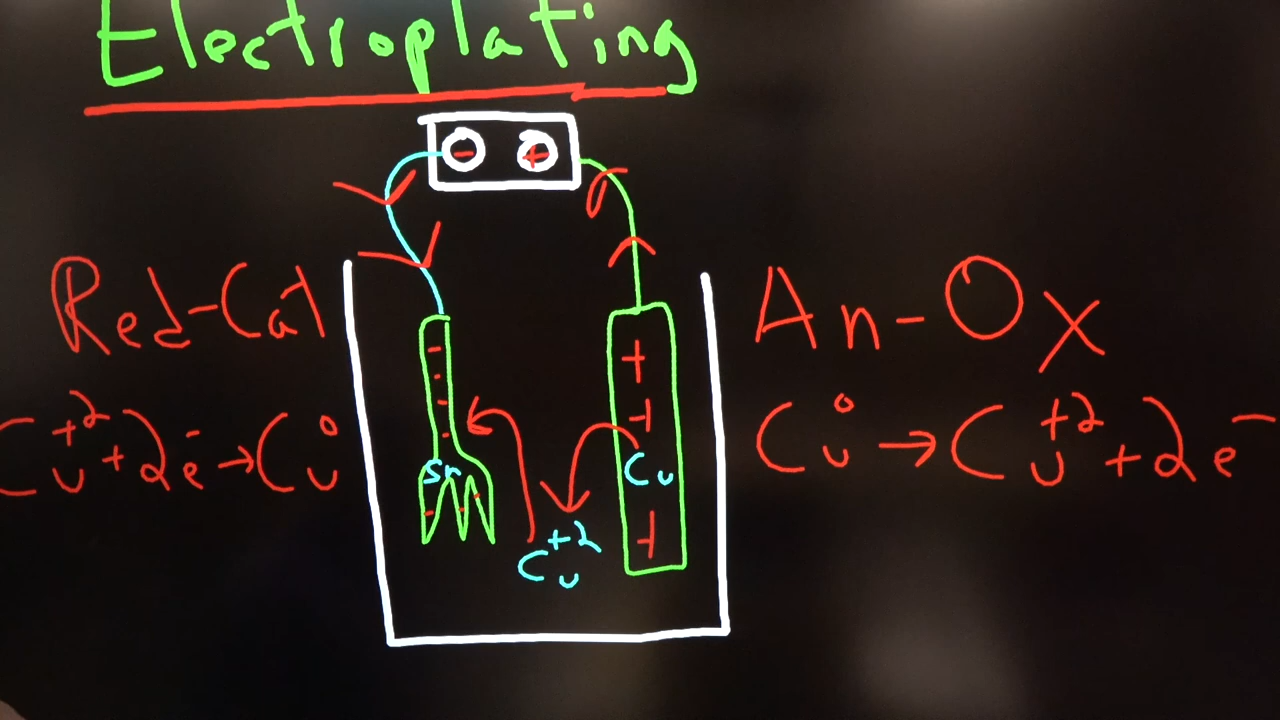 Electroplating
- +
Red-Cat
An-Ox
Cu⁺² + 2e⁻ → Cu⁰
Cu⁰ → Cu⁺² + 2e⁻
Sn
Cu
Cu⁺²